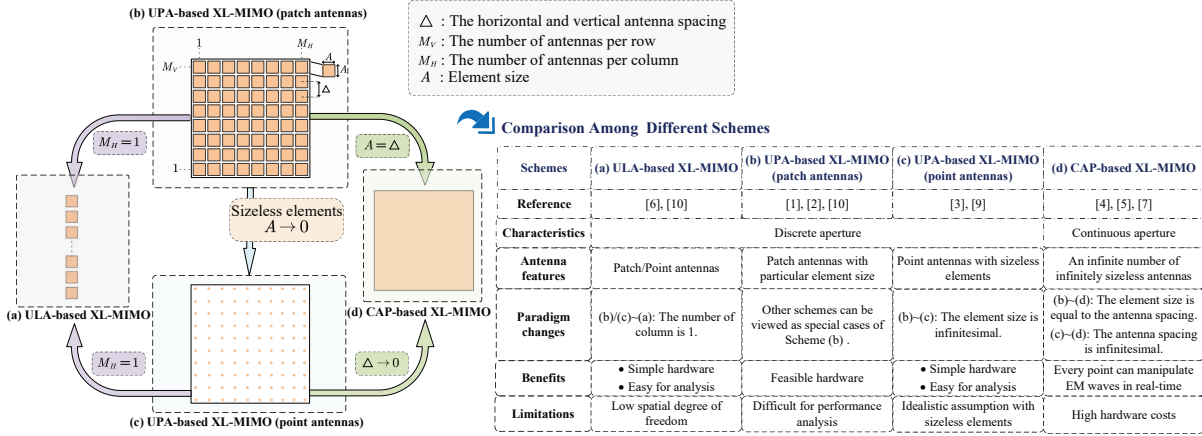 (b) UPA-based XL-MIMO (patch antennas)
1
M_H
M_V
A
A
△
1
M_H = 1
A = △
Sizeless elements
A → 0
(a) ULA-based XL-MIMO
(d) CAP-based XL-MIMO
M_H = 1
△ → 0
(c) UPA-based XL-MIMO (point antennas)
△ : The horizontal and vertical antenna spacing
M_V : The number of antennas per row
M_H : The number of antennas per column
A : Element size
Comparison Among Different Schemes
Schemes
(a) ULA-based XL-MIMO
(b) UPA-based XL-MIMO
(patch antennas)
(c) UPA-based XL-MIMO
(point antennas)
(d) CAP-based XL-MIMO
Reference
[6], [10]
[1], [2], [10]
[3], [9]
[4], [5], [7]
Characteristics
Discrete aperture
Continuous aperture
Antenna
features
Patch/Point antennas
Patch antennas with
particular element size
Point antennas with sizeless
elements
An infinite number of
infinitely sizeless antennas
Paradigm
changes
(b)/(c)~(a): The number of
column is 1.
Other schemes can be
viewed as special cases of
Scheme (b) .
(b)~(c): The element size is
infinitesimal.
(b)~(d): The element size is
equal to the antenna spacing.
(c)~(d): The antenna spacing
is infinitesimal.
Benefits
● Simple hardware
● Easy for analysis
Feasible hardware
● Simple hardware
● Easy for analysis
Every point can manipulate
EM waves in real-time
Limitations
Low spatial degree of
freedom
Difficult for performance
analysis
Idealistic assumption with
sizeless elements
High hardware costs